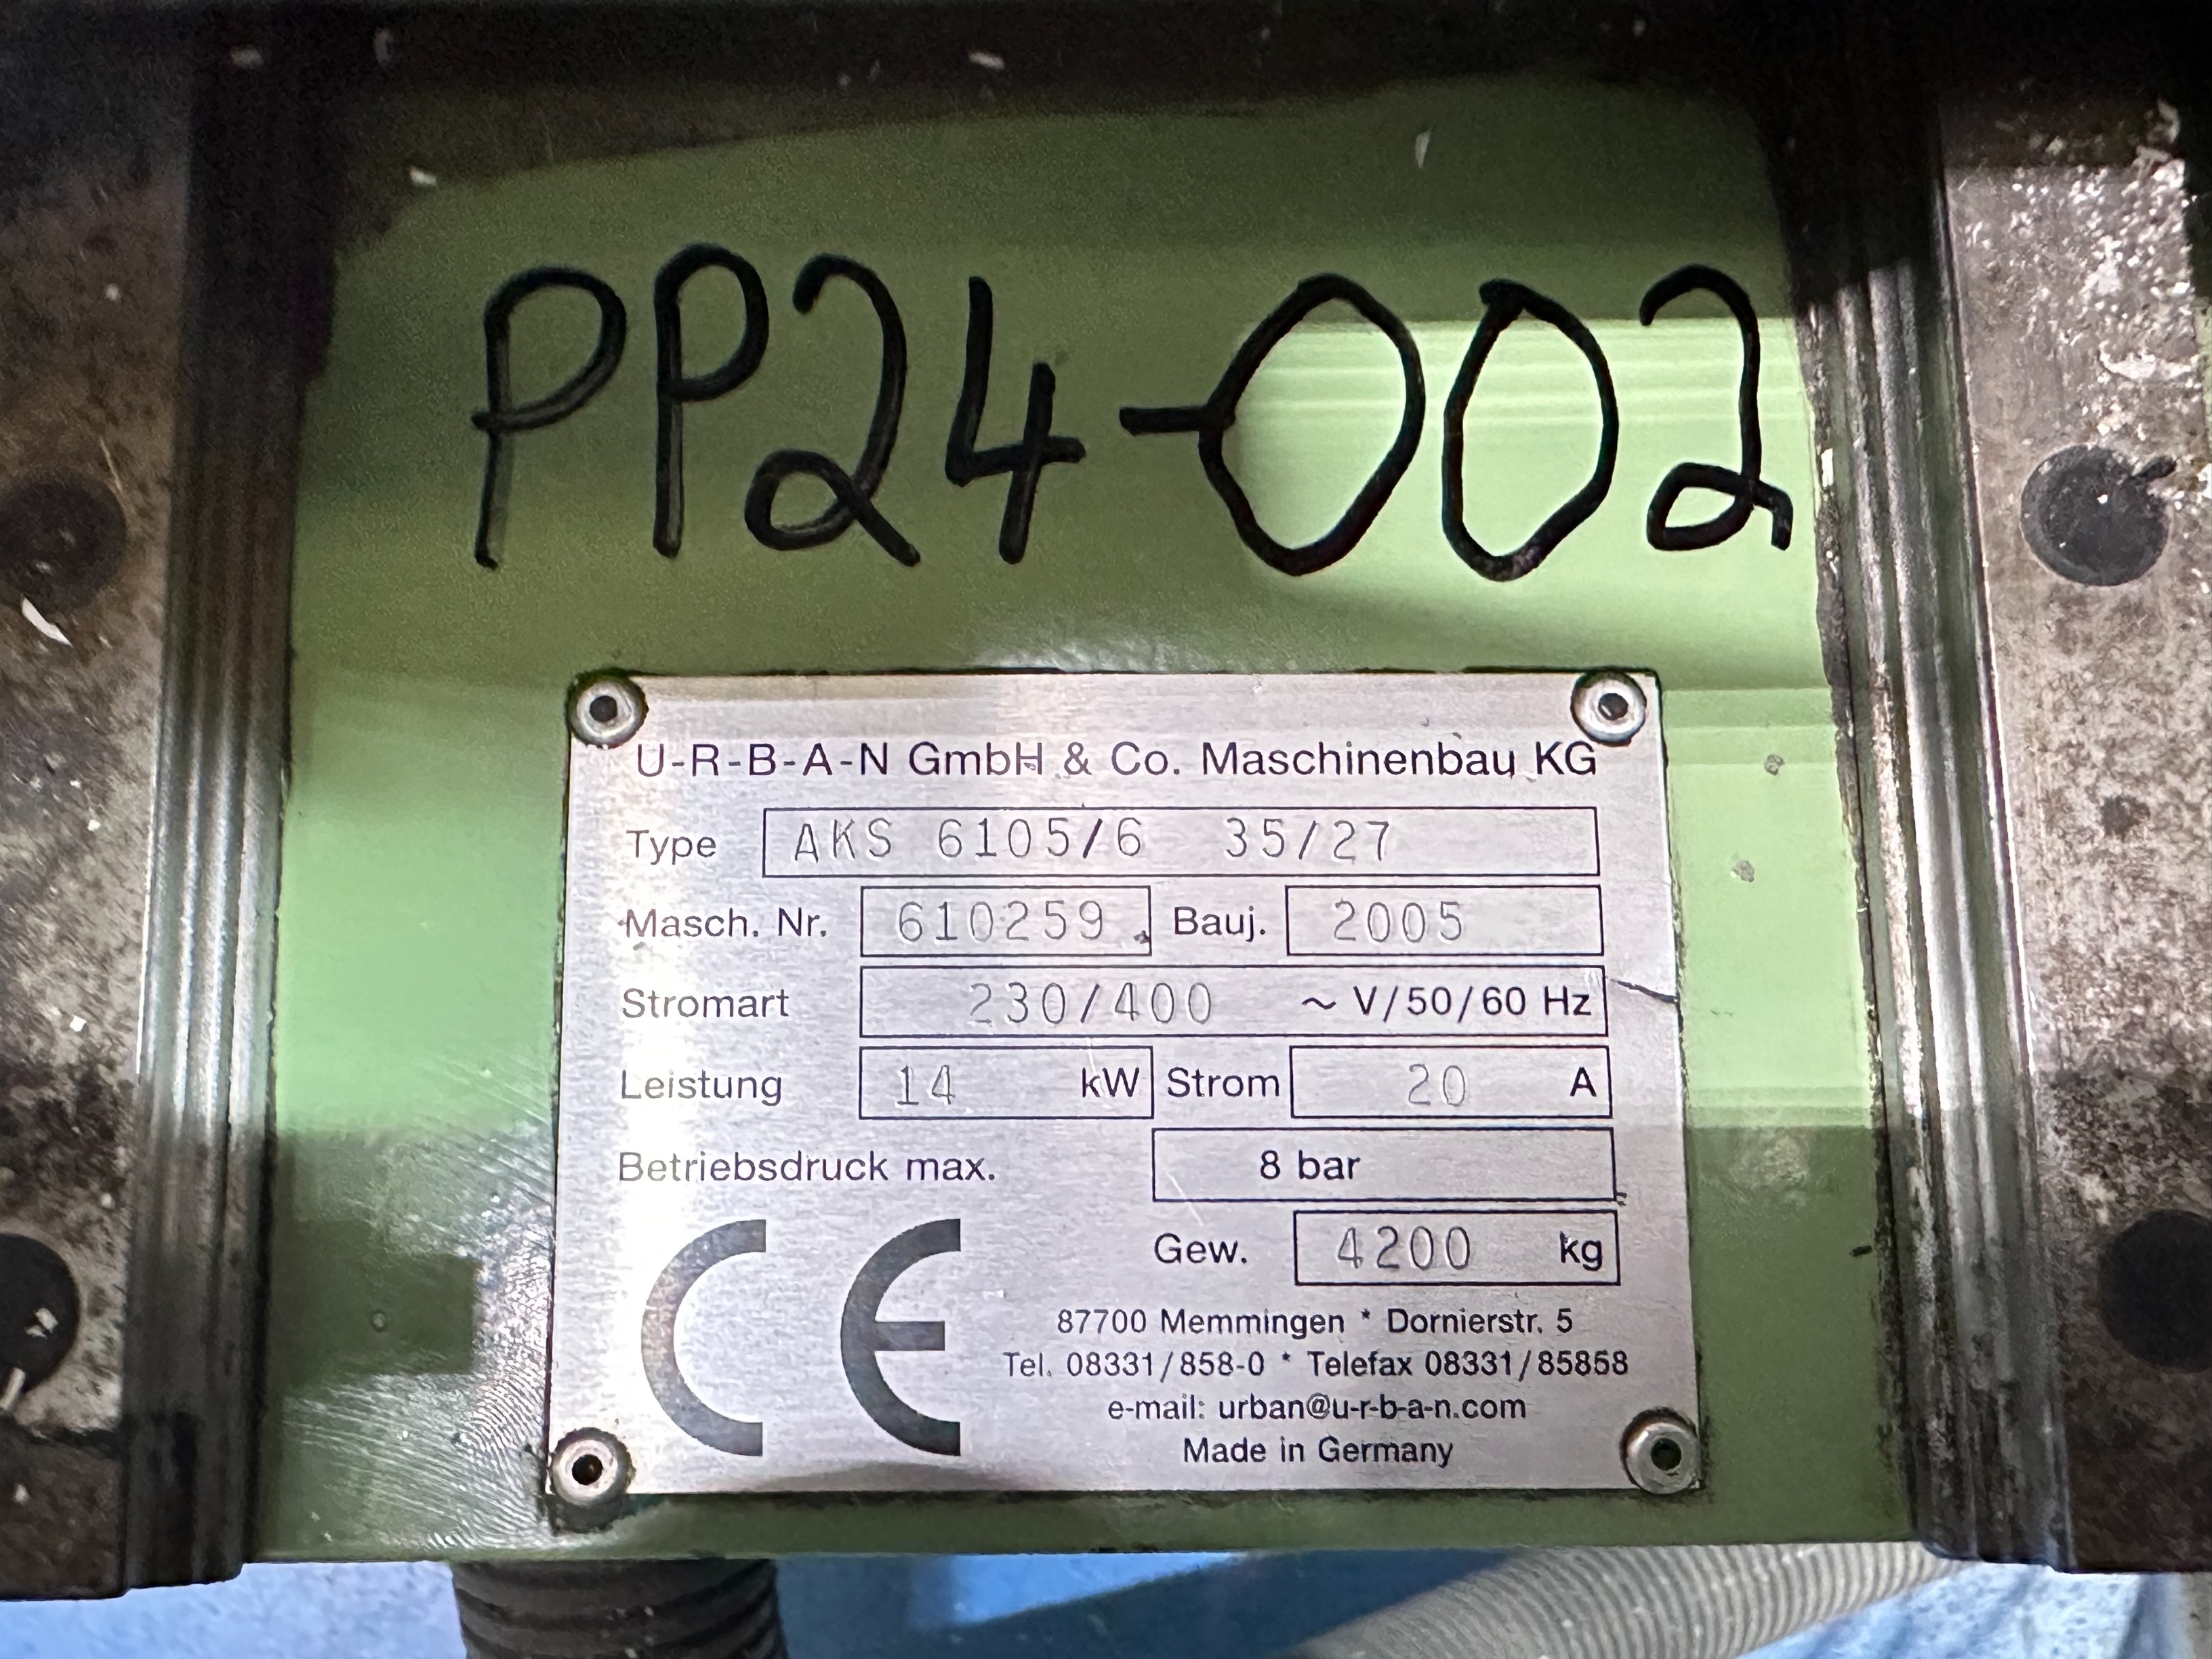 PP24-002
U-R-B-A-N GmbH & Co. Maschinenbau KG
Type AKS 6105/6 35/27
Masch. Nr. 610259 Bauj. 2005
Stromart 230/400 ~ V/50/60 Hz
Leistung 14 kW Strom 20 A
Betriebsdruck max. 8 bar
Gew. 4200 kg
CE
87700 Memmingen * Dornierstr. 5
Tel. 08331/858-0 * Telefax 08331/85858
e-mail: urban@u-r-b-a-n.com
Made in Germany